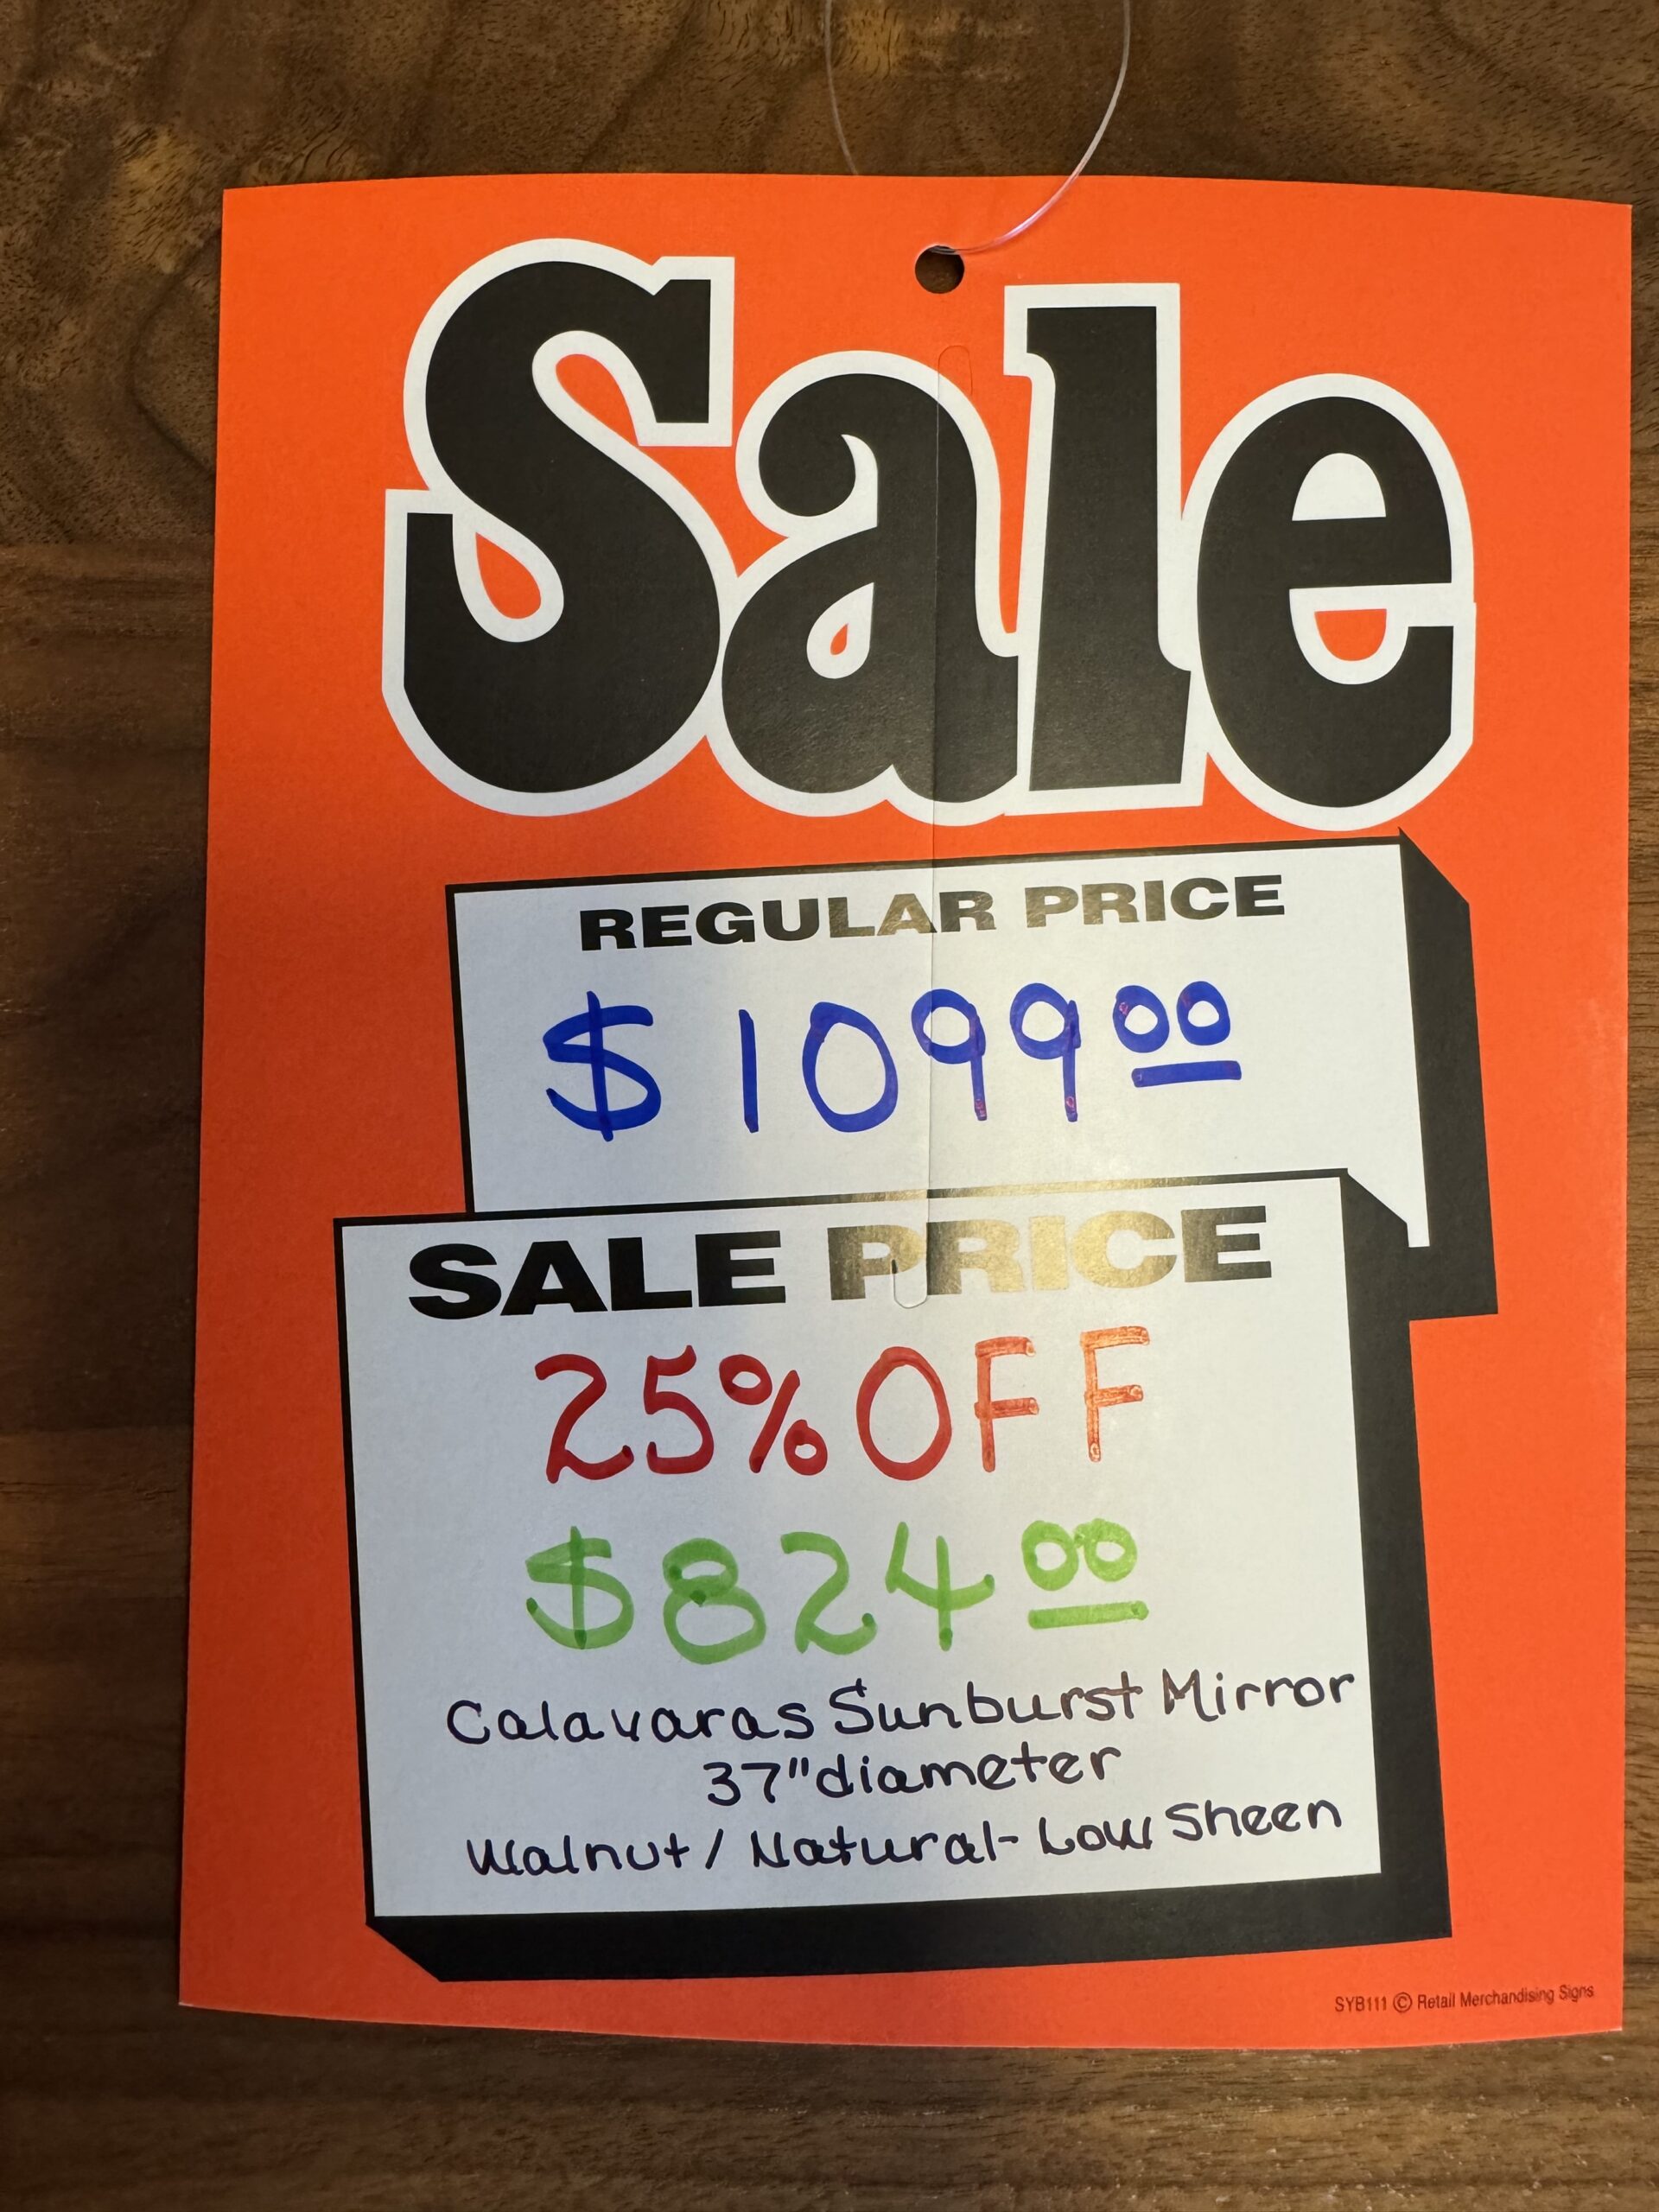 Sale
REGULAR PRICE
$1099.00
SALE PRICE
25% OFF
$824.00
Calavaras Sunburst Mirror
37" diameter
Walnut / Natural - Low Sheen
SYB111 © Retail Merchandising Signs